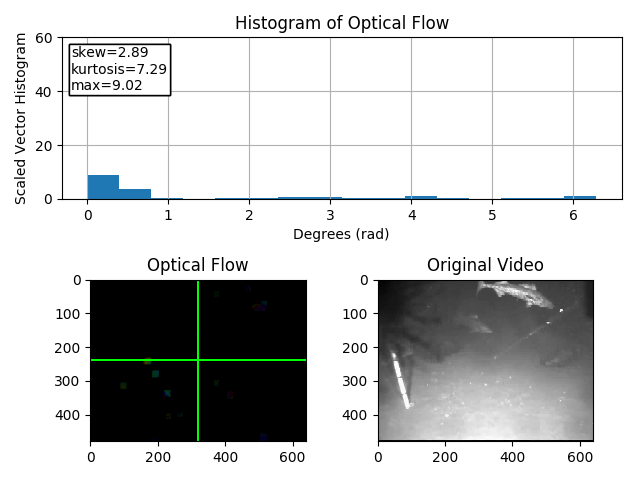 Histogram of Optical Flow
Scaled Vector Histogram
60
40
20
0
skew=2.89
kurtosis=7.29
max=9.02
0 1 2 3 4 5 6
Degrees (rad)
Optical Flow
0
100
200
300
400
0 200 400 600
Original Video
0
100
200
300
400
0 200 400 600